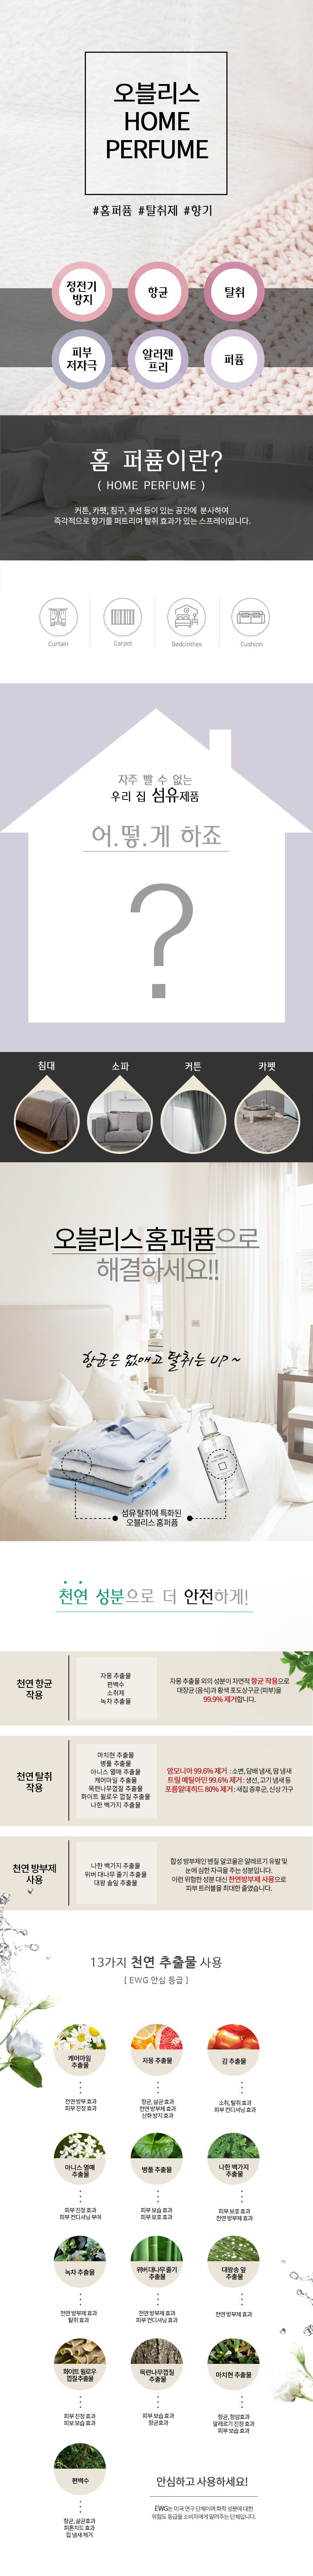 오블리스
HOME
PERFUME
#홈퍼퓸 #탈취제 #향기
정전기
방지
항균
탈취
피부
저자극
알러젠
프리
퍼퓸
홈 퍼퓸이란?
( HOME PERFUME )
커튼, 카펫, 침구, 쿠션 등이 있는 공간에 분사하여
즉각적으로 향기를 퍼트리며 탈취 효과가 있는 스프레이입니다.
Curtain
Carpet
Bedclothes
Cushion
자주 빨 수 없는
우리 집 섬유제품
어.떻.게 하죠
?
침대
소파
커튼
카펫
오블리스 홈 퍼퓸으로
해결하세요!!
항균은 없애고 탈취는 UP ~
섬유 탈취에 특화된
오블리스 홈퍼퓸
천연 성분으로 더 안전하게!
천연 항균
작용
자몽 추출물
편백수
소취제
녹차 추출물
자몽 추출물 외의 성분이 자연적 항균 작용으로
대장균 (음식)과 황색 포도상구균 (피부)을
99.9% 제거합니다.
천연 탈취
작용
마치현 추출물
병풀 추출물
아니스 열매 추출물
캐머마일 추출물
목련나무껍질 추출물
화이트 윌로우 껍질 추출물
나한 백가지 추출물
암모니아 99.6% 제거 : 소변, 담배 냄새, 땀 냄새
트릴 메틸아민 99.6% 제거 : 생선, 고기 냄새 등
포름알데히드 80% 제거 : 새집 증후군, 신상 가구
천연 방부제
사용
나한 백가지 추출물
위버 대나무 줄기 추출물
대왕 솔잎 추출물
합성 방부제인 벤질 알코올은 알레르기 유발 및
눈에 심한 자극을 주는 성분입니다.
이런 위험한 성분 대신 천연방부제 사용으로
피부 트러블을 최대한 줄였습니다.
13가지 천연 추출물 사용
[ EWG 안심 등급 ]
캐머마일
추출물
천연 방부 효과
피부 진정 효과
자몽 추출물
항균, 살균 효과
천연 방부제 효과
산화 방지 효과
감 추출물
소취, 탈취 효과
피부 컨디셔닝 효과
아니스 열매
추출물
피부 진정 효과
피부 컨디셔닝 부여
병풀 추출물
피부 보습 효과
피부 보호 효과
나한 백가지
추출물
피부 보호 효과
천연 방부제 효과
녹차 추출물
천연 방부제 효과
탈취 효과
위버 대나무 줄기
추출물
천연 방부제 효과
피부 컨디셔닝 효과
대왕송 잎
추출물
천연 방부제 효과
화이트 윌로우
껍질 추출물
피부 진정 효과
피보 보습 효과
목련나무껍질
추출물
피부 보습 효과
항균효과
마치현 추출물
항균, 항암효과
알레르기 진정 효과
피부 보습 효과
편백수
항균, 살균효과
피톤치드 효과
집 냄새 제거
안심하고 사용하세요!
EWG는 미국 연구 단체이며 화학 성분에 대한
위험도 등급을 소비자에게 알려주는 단체입니다.